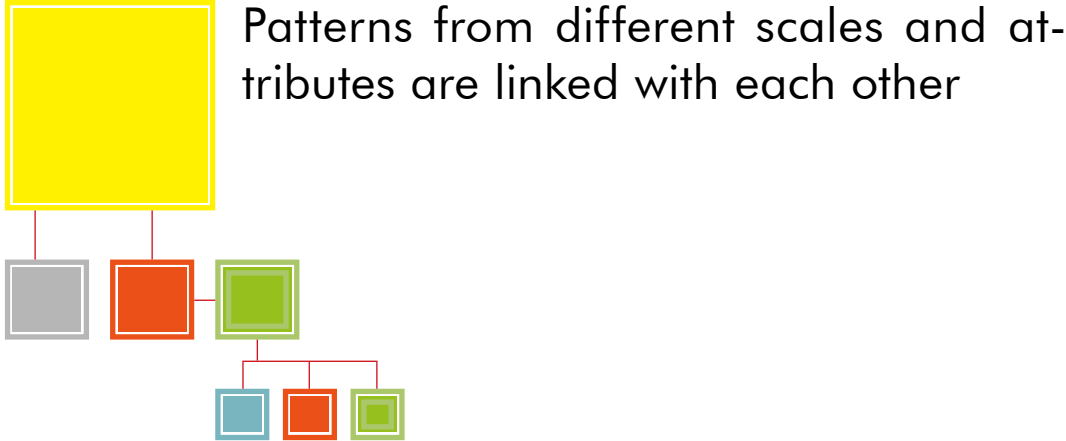 Patterns from different scales and at-
tributes are linked with each other